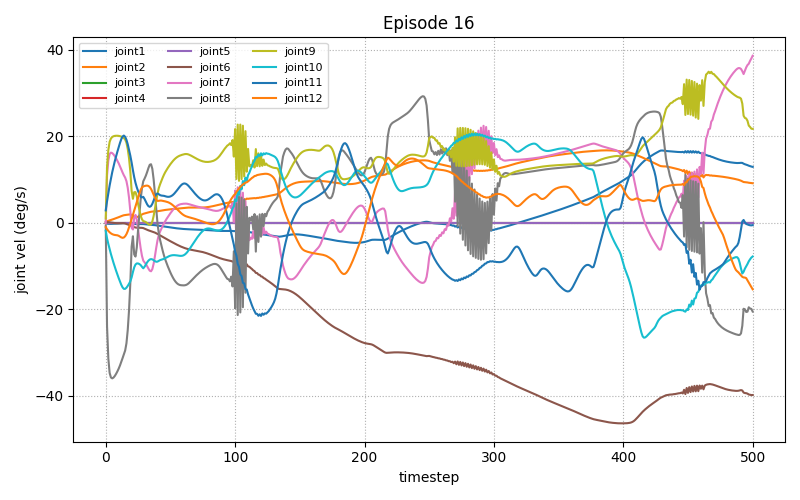 Episode 16
joint vel (deg/s)
40
20
0
−20
−40
joint1
joint2
joint3
joint4
joint5
joint6
joint7
joint8
joint9
joint10
joint11
joint12
0 100 200 300 400 500
timestep